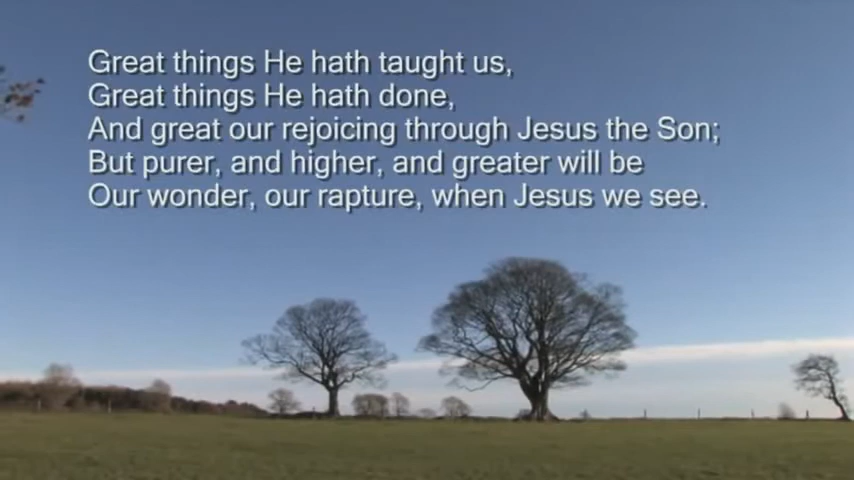 Great things He hath taught us,
Great things He hath done,
And great our rejoicing through Jesus the Son;
But purer, and higher, and greater will be
Our wonder, our rapture, when Jesus we see.